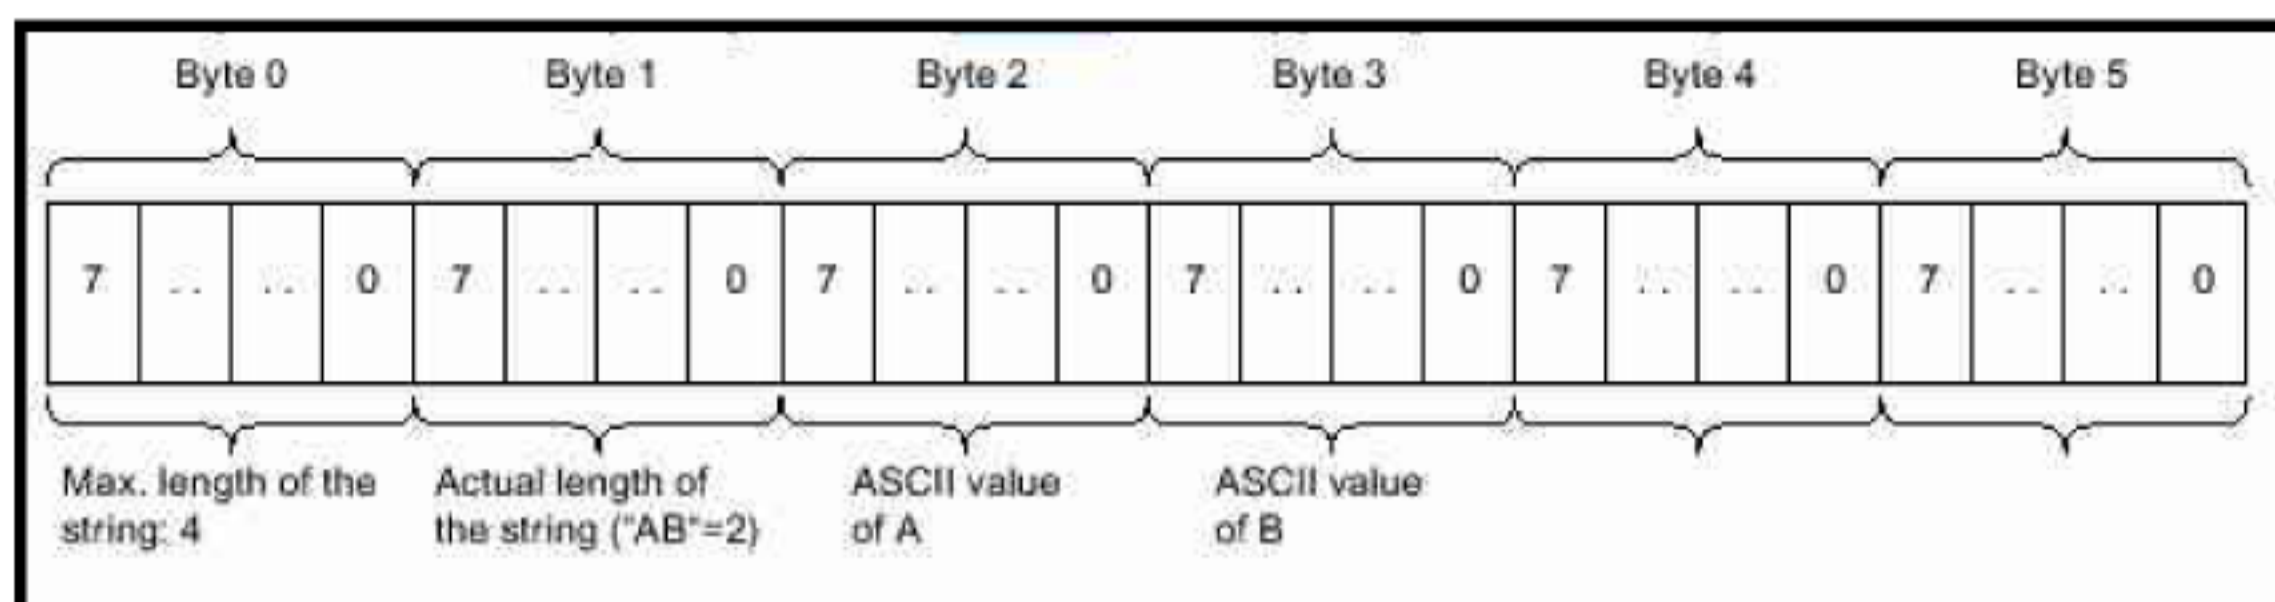 Byte 0 Byte 1 Byte 2 Byte 3 Byte 4 Byte 5
7 .. .. 0 7 .. .. 0 7 .. .. 0 7 .. .. 0 7 .. .. 0 7 .. .. 0
Max. length of the string: 4
Actual length of the string ("AB"=2)
ASCII value of A
ASCII value of B